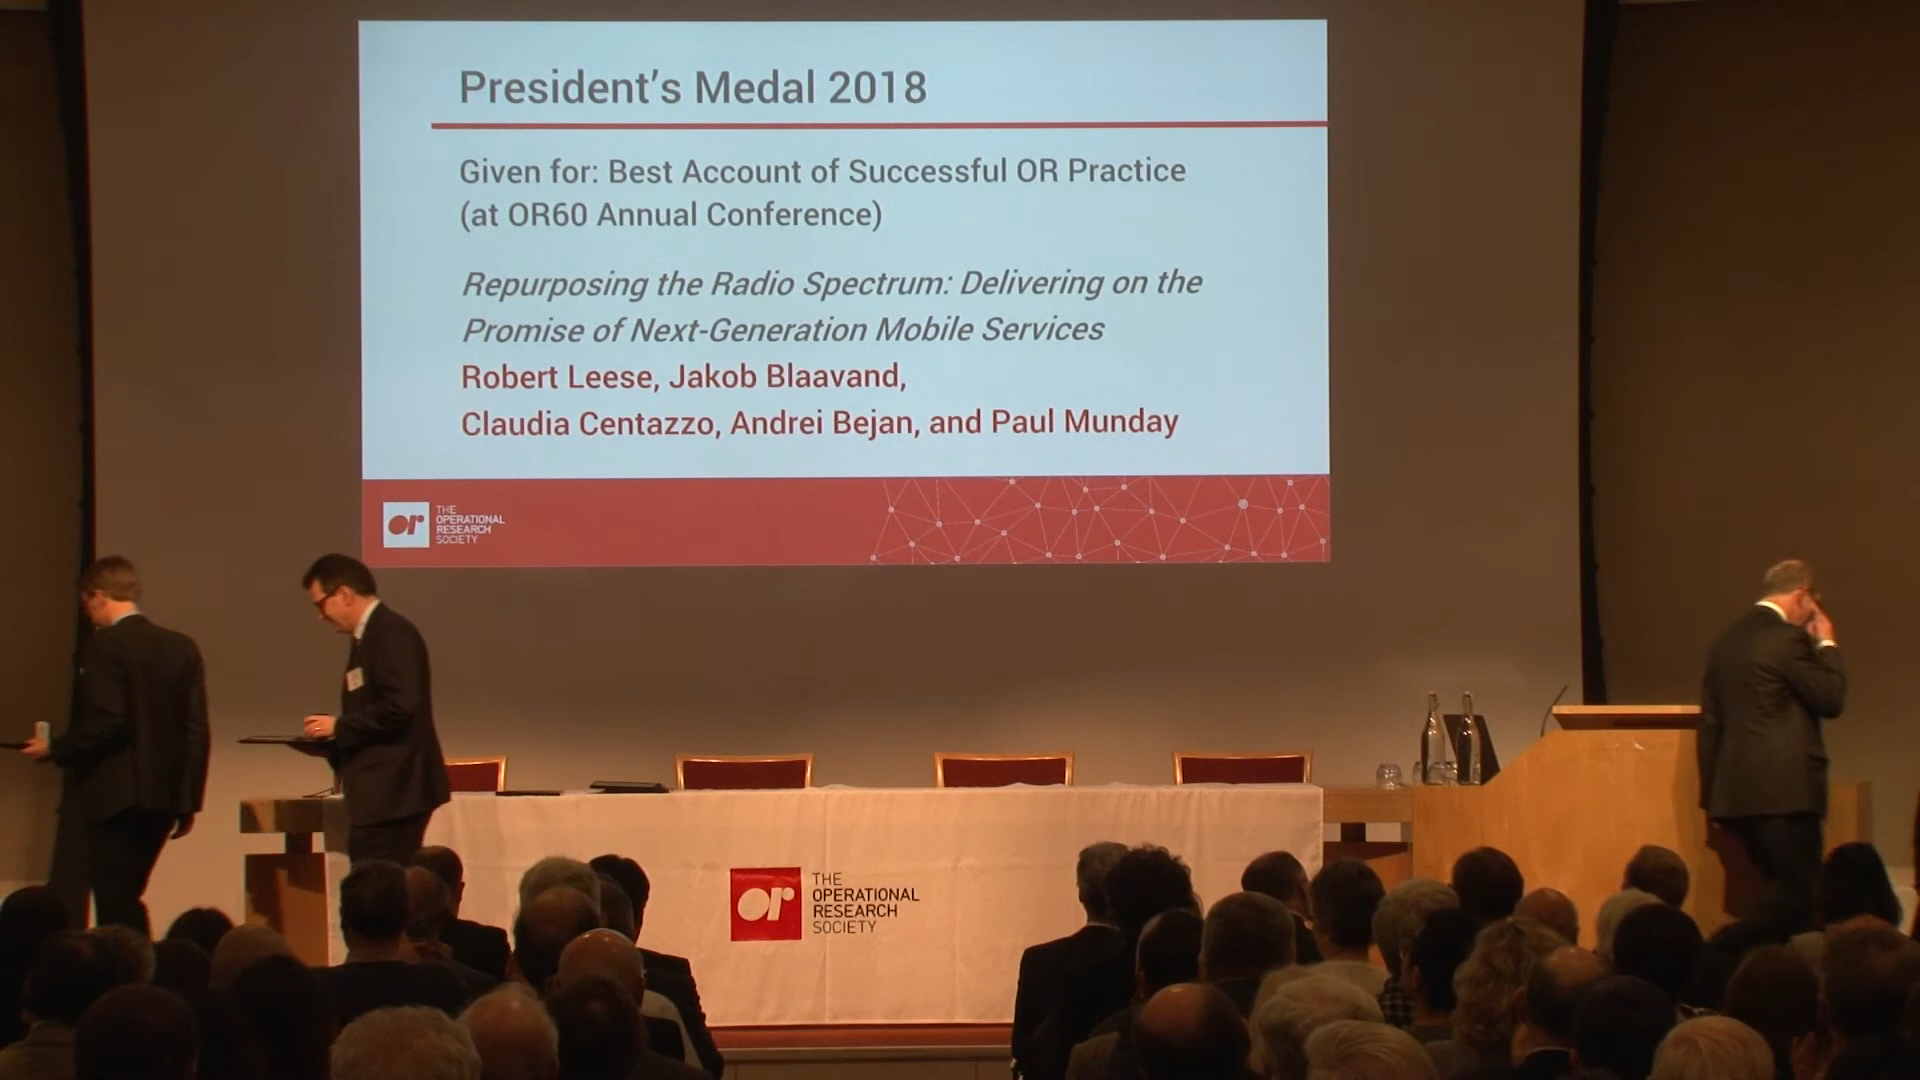 President's Medal 2018
Given for: Best Account of Successful OR Practice
(at OR60 Annual Conference)
Repurposing the Radio Spectrum: Delivering on the
Promise of Next-Generation Mobile Services
Robert Leese, Jakob Blaavand,
Claudia Centazzo, Andrei Bejan, and Paul Munday
or
THE
OPERATIONAL
RESEARCH
SOCIETY
or
THE
OPERATIONAL
RESEARCH
SOCIETY